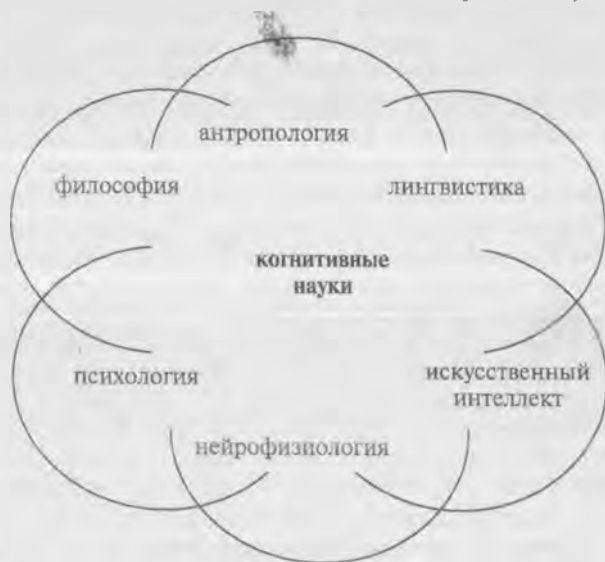 антропология
философия
лингвистика
когнитивные
науки
психология
искусственный
интеллект
нейрофизиология